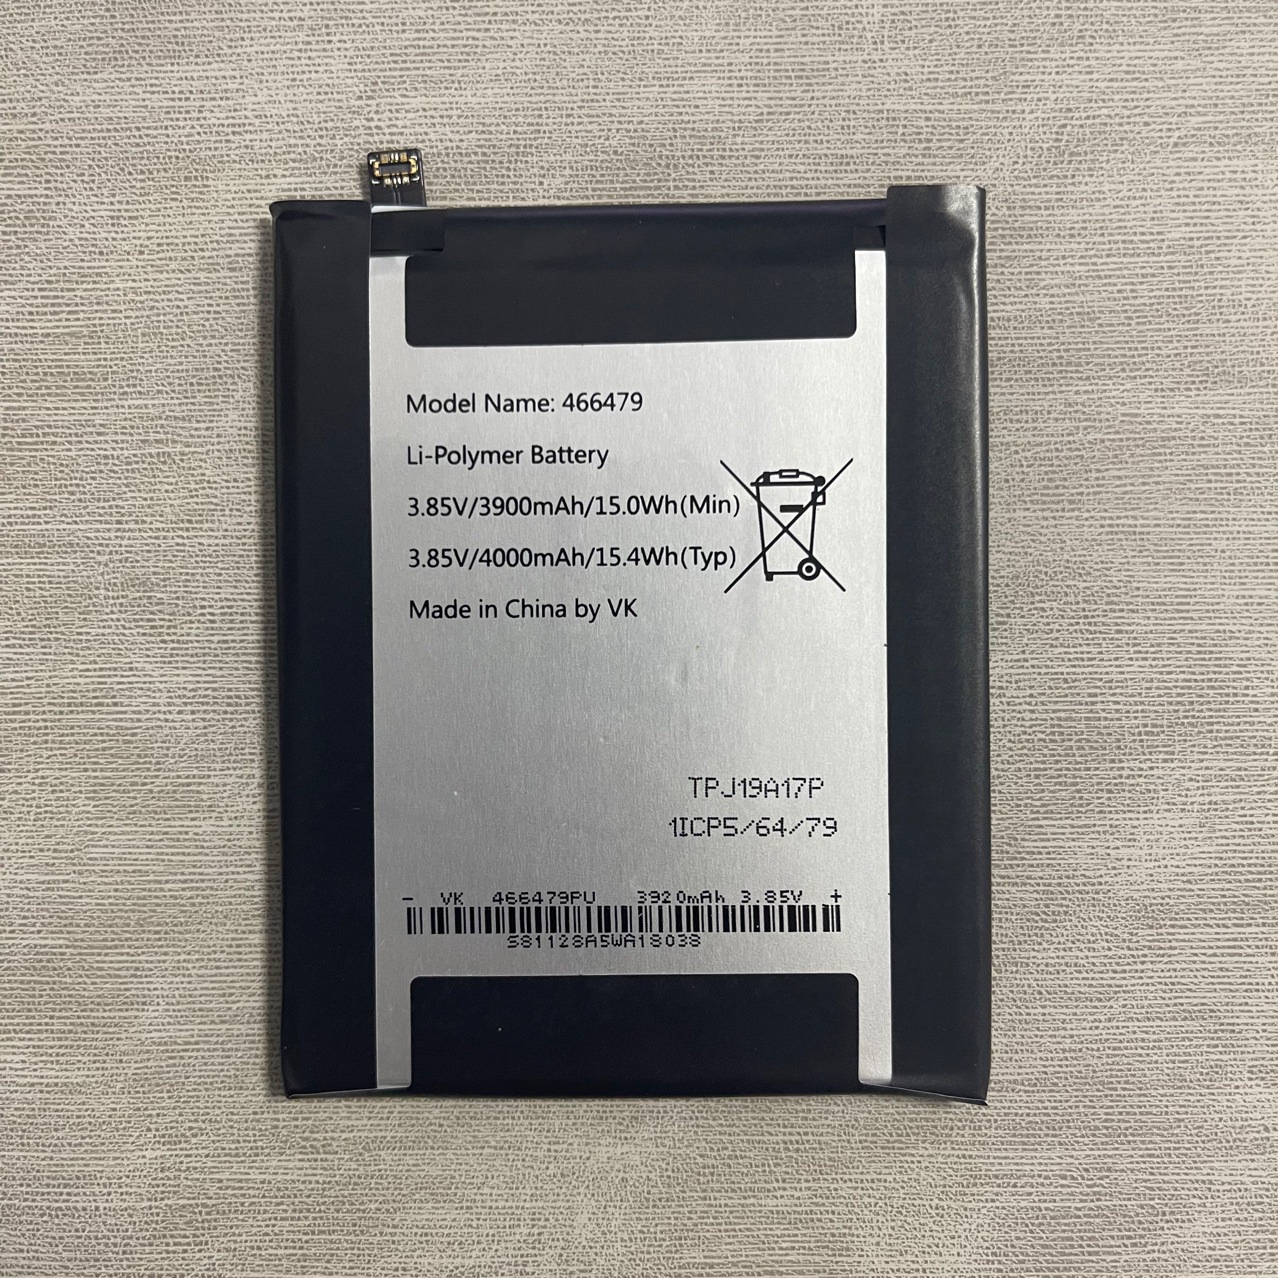 Model Name: 466479
Li-Polymer Battery
3.85V/3900mAh/15.0Wh(Min)
3.85V/4000mAh/15.4Wh(Typ)
Made in China by VK
TPJ19A17P
1ICP5/64/79
- VK 466479PU 3920mAh 3.85V +
S81123A5WA18038